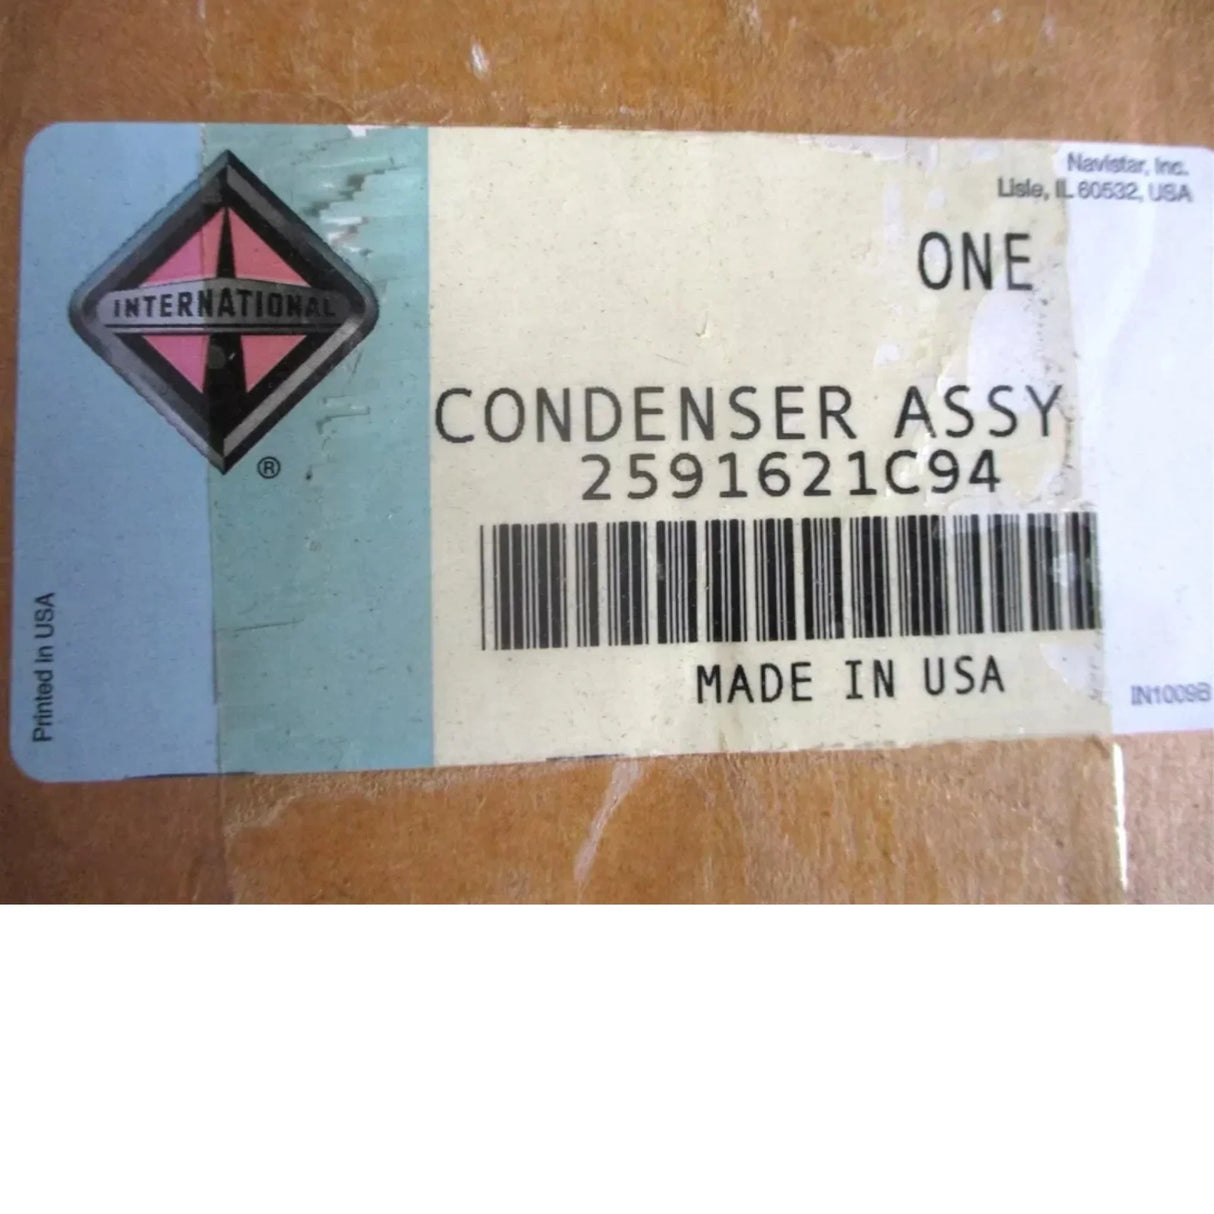 Navistar, Inc.
Lisle, IL 60532, USA
ONE
INTERNATIONAL
®
CONDENSER ASSY
2591621C94
MADE IN USA
Printed in USA
IN1009B